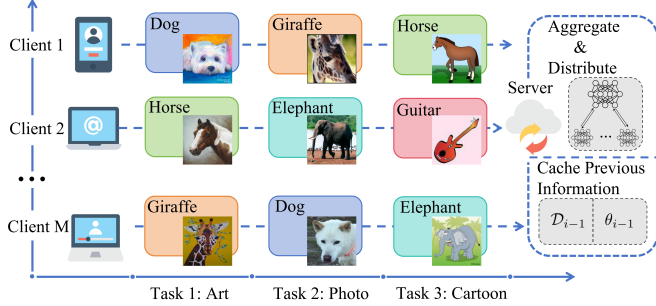 Client 1
Dog
Giraffe
Horse
Aggregate
&
Distribute
Server
Client 2
@
Horse
Elephant
Guitar
...
...
Cache Previous
Information
𝒟ᵢ₋₁
θᵢ₋₁
Client M
Giraffe
Dog
Elephant
Task 1: Art
Task 2: Photo
Task 3: Cartoon